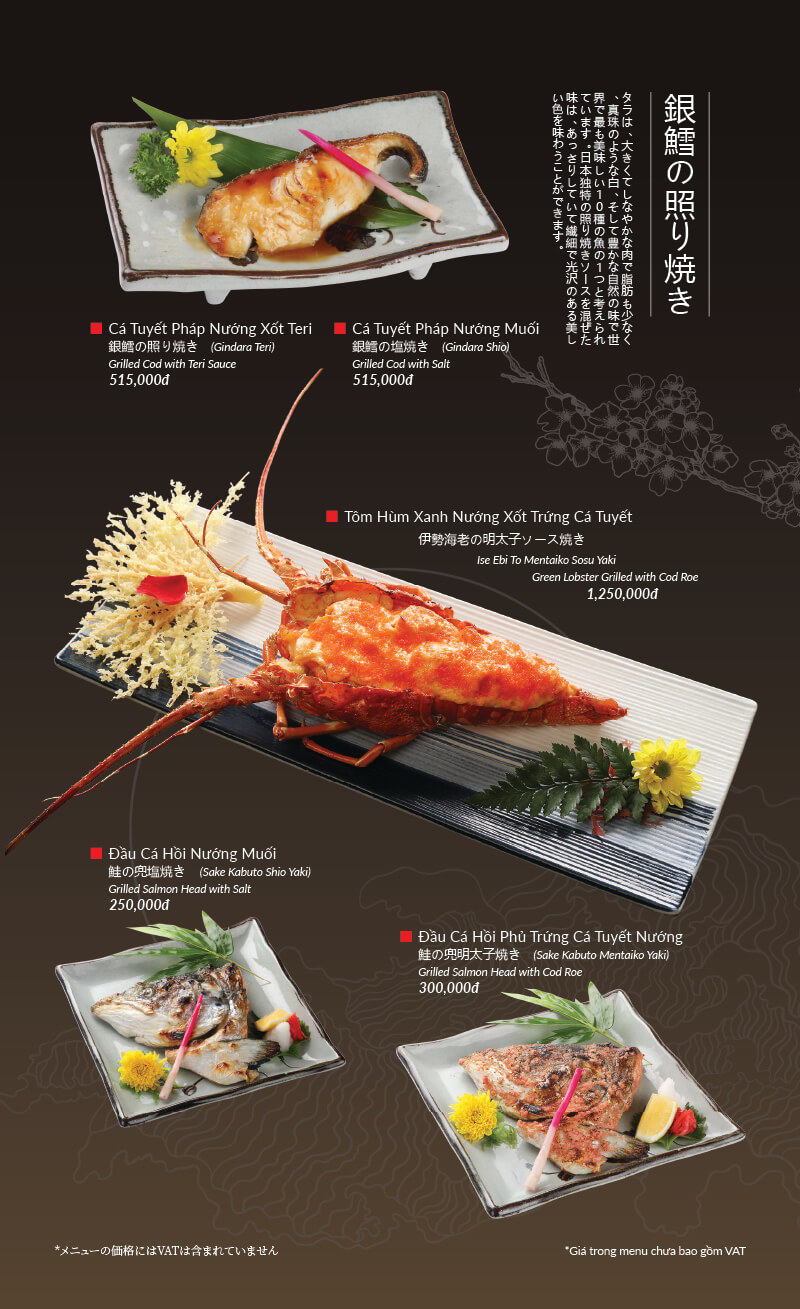 銀鱈の照り焼き
タラは、大きくてしなやかな肉で脂肪も少なく
、真珠のような白、そして豊かな自然の味で世
界で最も美味しい10種の魚の1つと考えられ
ています。日本独特の照り焼きソースを混ぜた
味は、あっさりしていて繊細で光沢のある美し
い色を味わうことができます。
Cá Tuyết Pháp Nướng Xốt Teri
銀鱈の照り焼き (Gindara Teri)
Grilled Cod with Teri Sauce
515,000đ
Cá Tuyết Pháp Nướng Muối
銀鱈の塩焼き (Gindara Shio)
Grilled Cod with Salt
515,000đ
Tôm Hùm Xanh Nướng Xốt Trứng Cá Tuyết
伊勢海老の明太子ソース焼き
Ise Ebi To Mentaiko Sosu Yaki
Green Lobster Grilled with Cod Roe
1,250,000đ
Đầu Cá Hồi Nướng Muối
鮭の兜塩焼き (Sake Kabuto Shio Yaki)
Grilled Salmon Head with Salt
250,000đ
Đầu Cá Hồi Phủ Trứng Cá Tuyết Nướng
鮭の兜明太子焼き (Sake Kabuto Mentaiko Yaki)
Grilled Salmon Head with Cod Roe
300,000đ
*メニューの価格にはVATは含まれていません
*Giá trong menu chưa bao gồm VAT